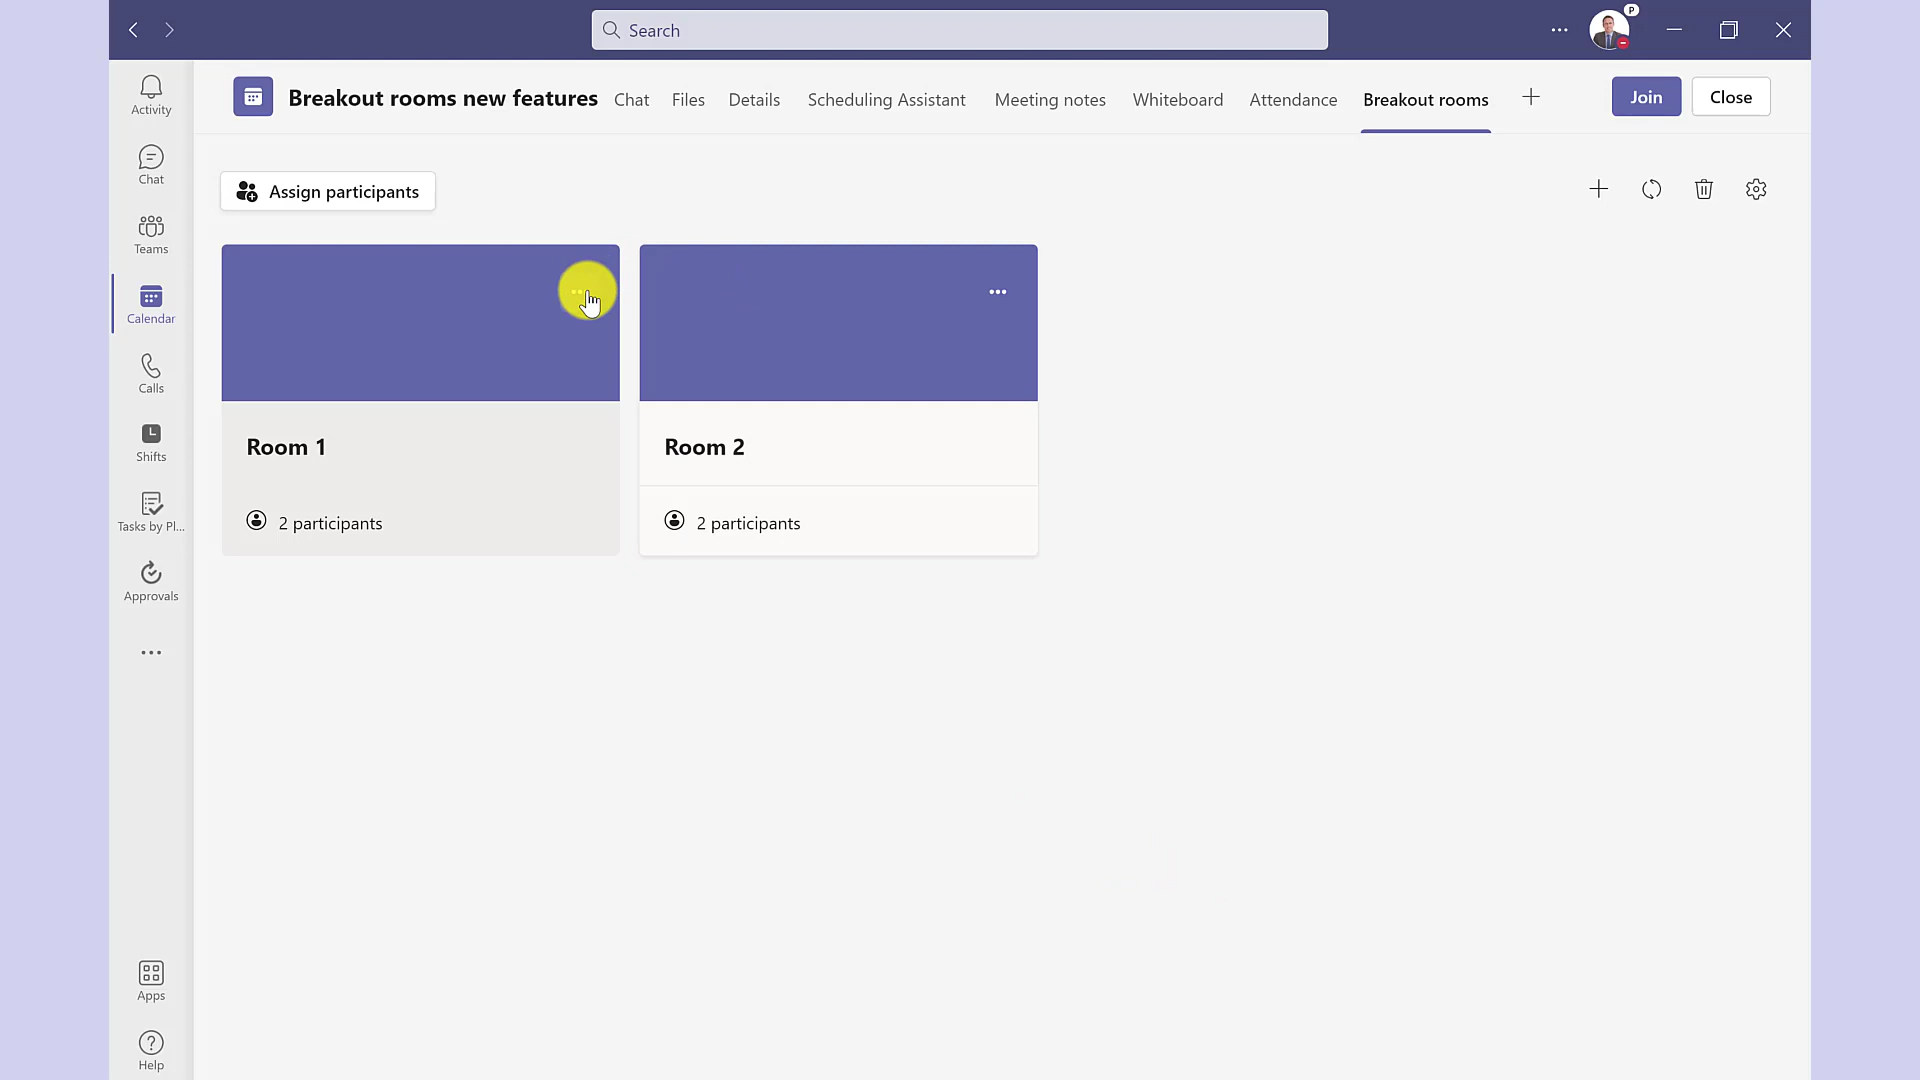 Search
P
Activity
Chat
Teams
Calendar
Calls
Shifts
Tasks by Pl...
Approvals
Apps
Help
Breakout rooms new features
Chat
Files
Details
Scheduling Assistant
Meeting notes
Whiteboard
Attendance
Breakout rooms
Join
Close
Assign participants
Room 1
2 participants
Room 2
2 participants